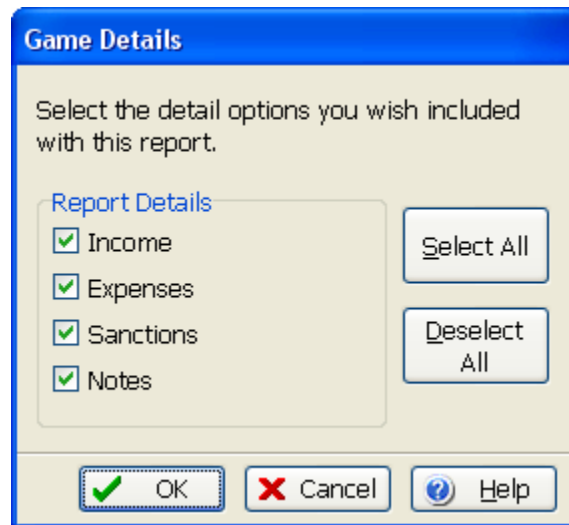 Game Details
Select the detail options you wish included
with this report.
Report Details
Income
Expenses
Sanctions
Notes
Select All
Deselect
All
OK
Cancel
Help